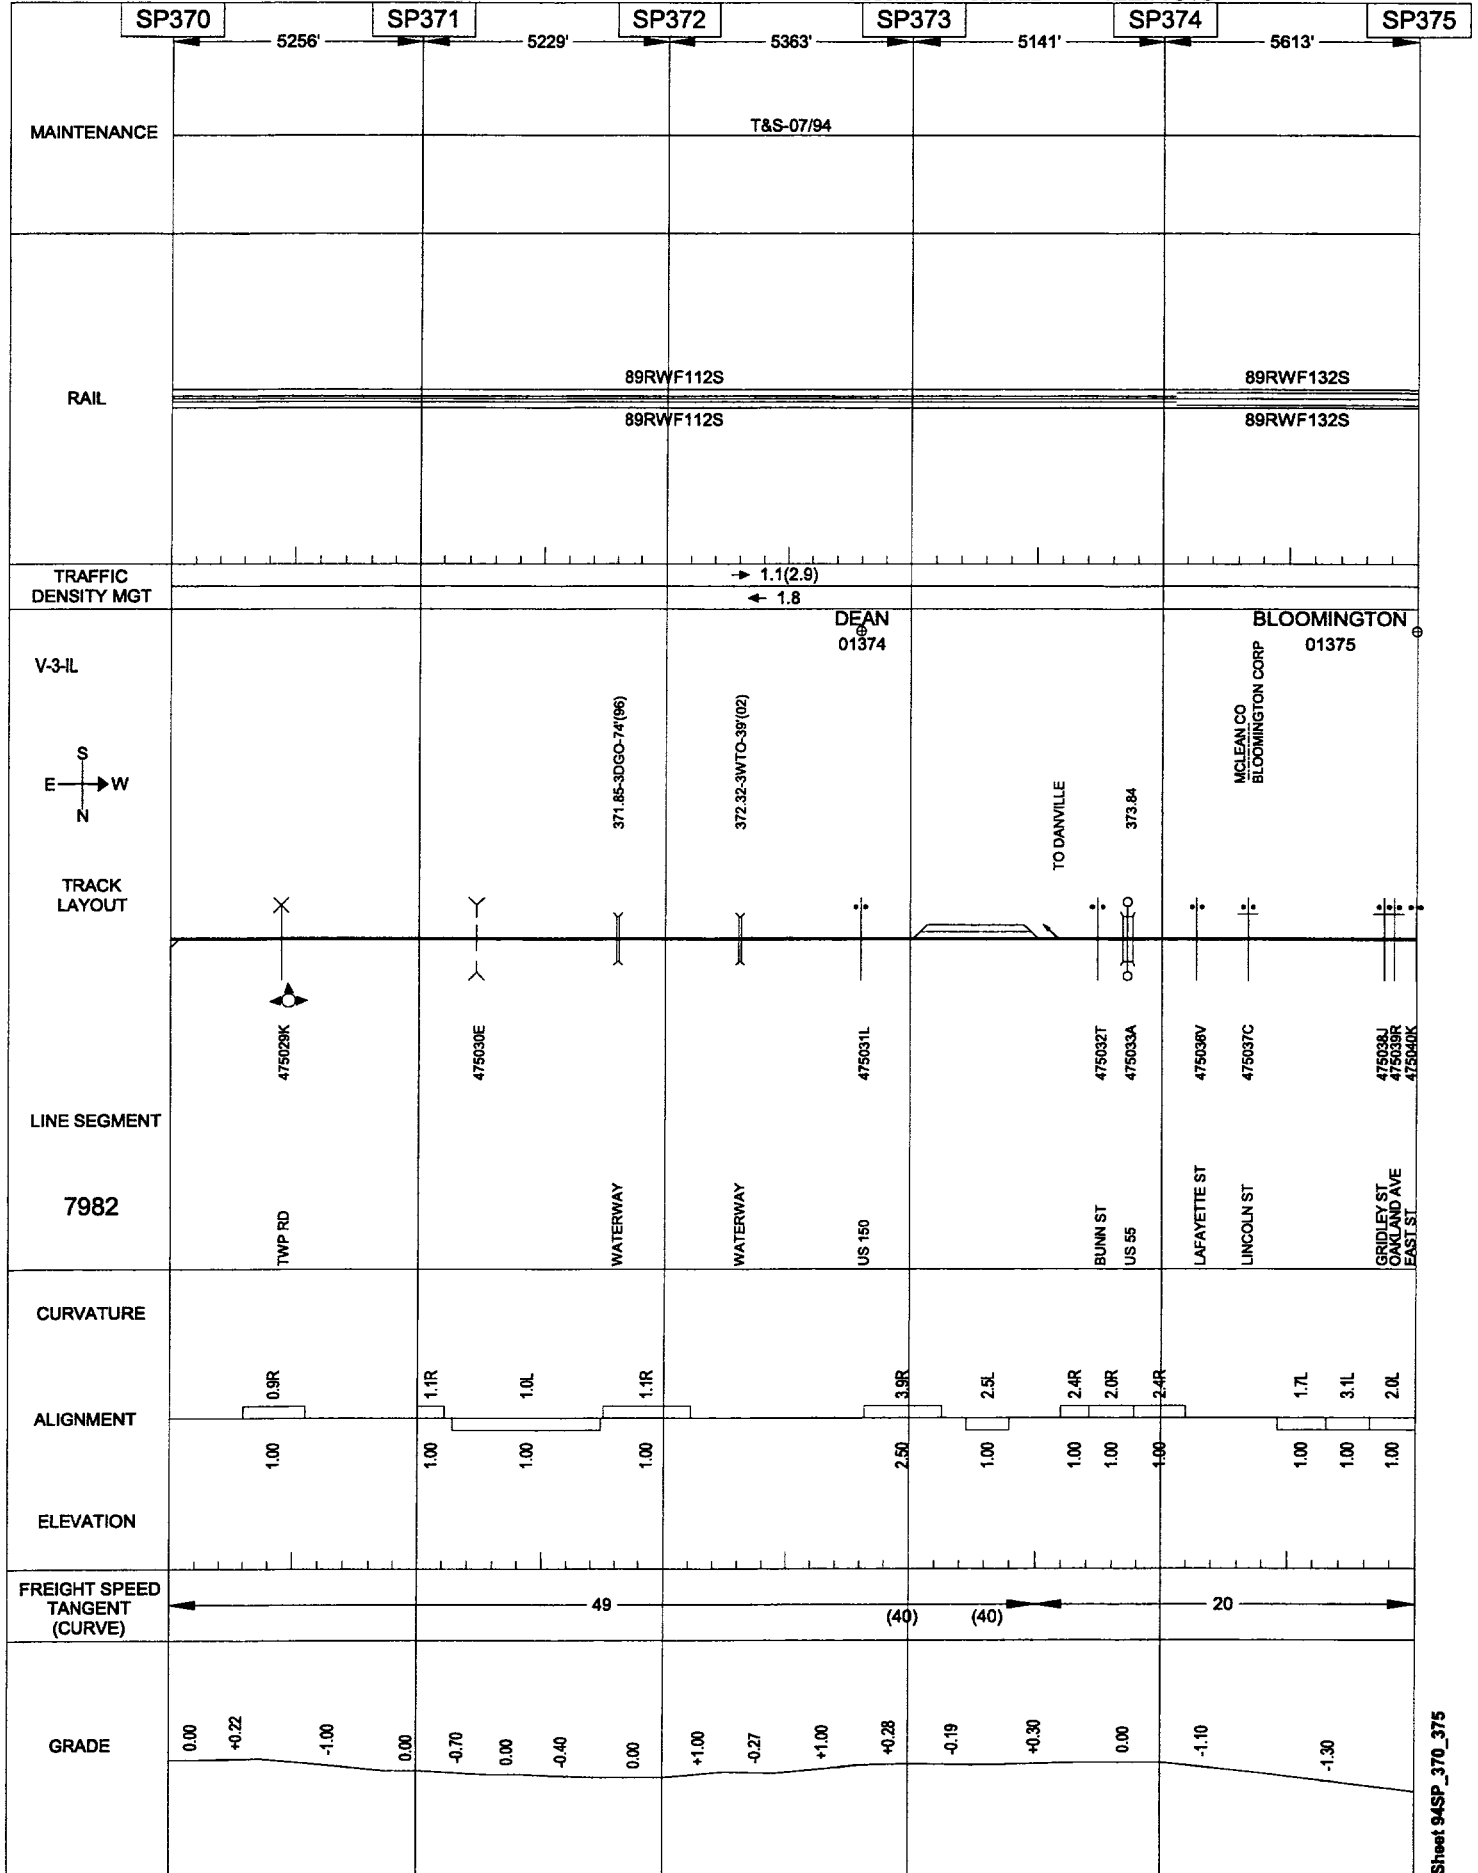 SP370 SP371 SP372 SP373 SP374 SP375
5256' 5229' 5363' 5141' 5613'
MAINTENANCE
T&S-07/94
RAIL
89RWF112S 89RWF132S
89RWF112S 89RWF132S
TRAFFIC
DENSITY MGT
1.1(2.9)
1.8
V-3-IL
DEAN
01374
BLOOMINGTON
01375
S
E W
N
371.85-3DGO-74'(96)
372.32-3WTO-39'(02)
TO DANVILLE
373.84
MCLEAN CO
BLOOMINGTON CORP
TRACK
LAYOUT
475029K
475030E
475031L
475032T
475033A
475036V
475037C
475038J
475039R
475040K
LINE SEGMENT
7982
TWP RD
WATERWAY
WATERWAY
US 150
BUNN ST
US 55
LAFAYETTE ST
LINCOLN ST
GRIDLEY ST
OAKLAND AVE
EAST ST
CURVATURE
0.9R 1.1R 1.0L 1.1R 3.9R 2.5L 2.4R 2.0R 2.4R 1.7L 3.1L 2.0L
ALIGNMENT
1.00 1.00 1.00 1.00 2.50 1.00 1.00 1.00 1.00 1.00 1.00 1.00
ELEVATION
FREIGHT SPEED
TANGENT
(CURVE)
49 20
(40) (40)
GRADE
0.00 +0.22 -1.00 0.00 -0.70 0.00 -0.40 0.00 +1.00 -0.27 +1.00 +0.28 -0.19 +0.30 0.00 -1.10 -1.30
Sheet 94SP_370_375